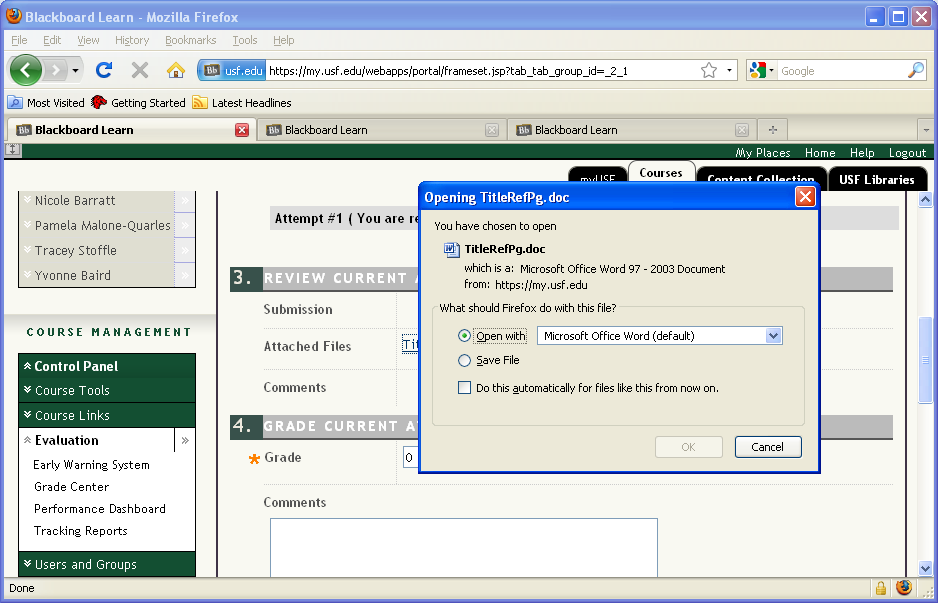 Blackboard Learn - Mozilla Firefox
File Edit View History Bookmarks Tools Help
Bb usf.edu https://my.usf.edu/webapps/portal/frameset.jsp?tab_tab_group_id=_2_1 Google
Most Visited Getting Started Latest Headlines
Bb Blackboard Learn Bb Blackboard Learn Bb Blackboard Learn
My Places Home Help Logout
myUSF Courses Content Collection USF Libraries
Nicole Barratt
Pamela Malone-Quarles
Tracey Stoffle
Yvonne Baird
COURSE MANAGEMENT
Control Panel
Course Tools
Course Links
Evaluation
Early Warning System
Grade Center
Performance Dashboard
Tracking Reports
Users and Groups
Attempt #1 ( You are re
3. REVIEW CURRENT A
Submission
Attached Files Tit
Comments
4. GRADE CURRENT A
Grade 0
Comments
Opening TitleRefPg.doc
You have chosen to open
TitleRefPg.doc
which is a: Microsoft Office Word 97 - 2003 Document
from: https://my.usf.edu
What should Firefox do with this file?
Open with Microsoft Office Word (default)
Save File
Do this automatically for files like this from now on.
OK Cancel
Done